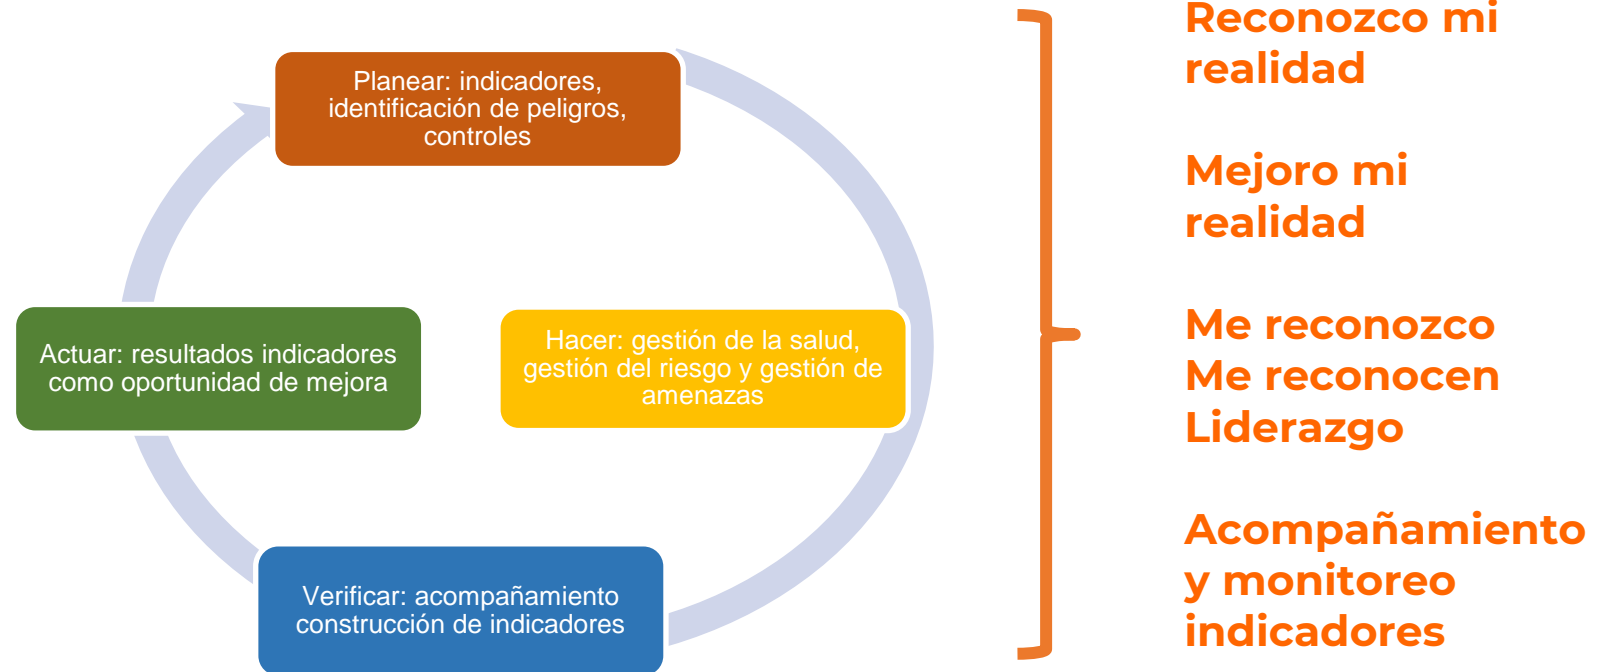 Planear: indicadores,
identificación de peligros,
controles
Actuar: resultados indicadores
como oportunidad de mejora
Hacer: gestión de la salud,
gestión del riesgo y gestión de
amenazas
Verificar: acompañamiento
construcción de indicadores
Reconozco mi
realidad
Mejoro mi
realidad
Me reconozco
Me reconocen
Liderazgo
Acompañamiento
y monitoreo
indicadores